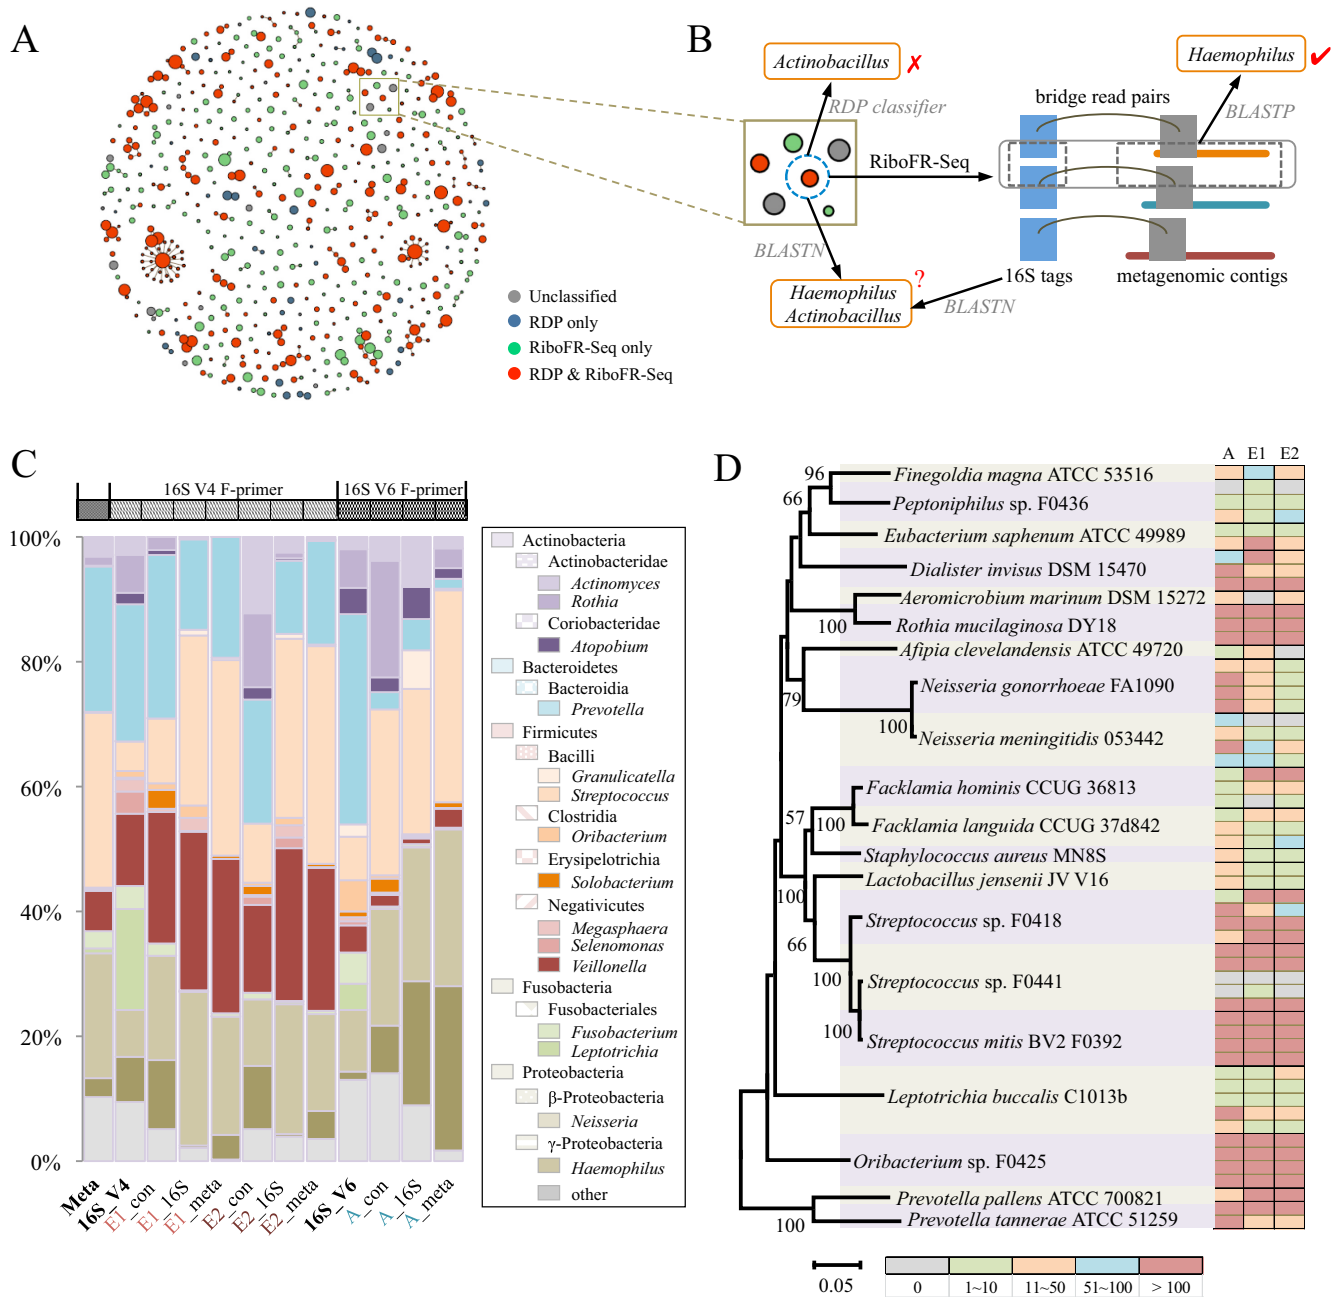 A
Unclassified
RDP only
RiboFR-Seq only
RDP & RiboFR-Seq
B
Actinobacillus ✗
RDP classifier
Haemophilus ✓
bridge read pairs
BLASTP
RiboFR-Seq
BLASTN
?
Haemophilus
Actinobacillus
16S tags
metagenomic contigs
BLASTN
C
16S V4 F-primer
16S V6 F-primer
100%
80%
60%
40%
20%
0%
Meta
16S_V4
E1_con
E1_16S
E1_meta
E2_con
E2_16S
E2_meta
16S_V6
A_con
A_16S
A_meta
Actinobacteria
Actinobacteridae
Actinomyces
Rothia
Coriobacteridae
Atopobium
Bacteroidetes
Bacteroidia
Prevotella
Firmicutes
Bacilli
Granulicatella
Streptococcus
Clostridia
Oribacterium
Erysipelotrichia
Solobacterium
Negativicutes
Megasphaera
Selenomonas
Veillonella
Fusobacteria
Fusobacteriales
Fusobacterium
Leptotrichia
Proteobacteria
β-Proteobacteria
Neisseria
γ-Proteobacteria
Haemophilus
other
D
A E1 E2
96
Finegoldia magna ATCC 53516
66
Peptoniphilus sp. F0436
Eubacterium saphenum ATCC 49989
Dialister invisus DSM 15470
Aeromicrobium marinum DSM 15272
100
Rothia mucilaginosa DY18
Afipia clevelandensis ATCC 49720
Neisseria gonorrhoeae FA1090
79
100
Neisseria meningitidis 053442
Facklamia hominis CCUG 36813
57
100
Facklamia languida CCUG 37d842
Staphylococcus aureus MN8S
Lactobacillus jensenii JV V16
100
Streptococcus sp. F0418
66
100
Streptococcus sp. F0441
100
Streptococcus mitis BV2 F0392
Leptotrichia buccalis C1013b
Oribacterium sp. F0425
Prevotella pallens ATCC 700821
100
Prevotella tannerae ATCC 51259
0.05
0 1~10 11~50 51~100 > 100